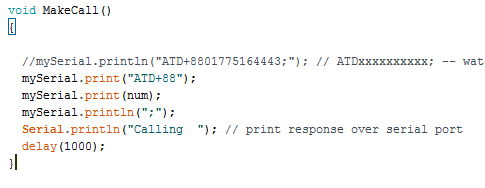 void MakeCall()
{
//mySerial.println("ATD+8801775164443;"); // ATDxxxxxxxxxx; -- wat
mySerial.print("ATD+88");
mySerial.print(num);
mySerial.println(";");
Serial.println("Calling  "); // print response over serial port
delay(1000);
}